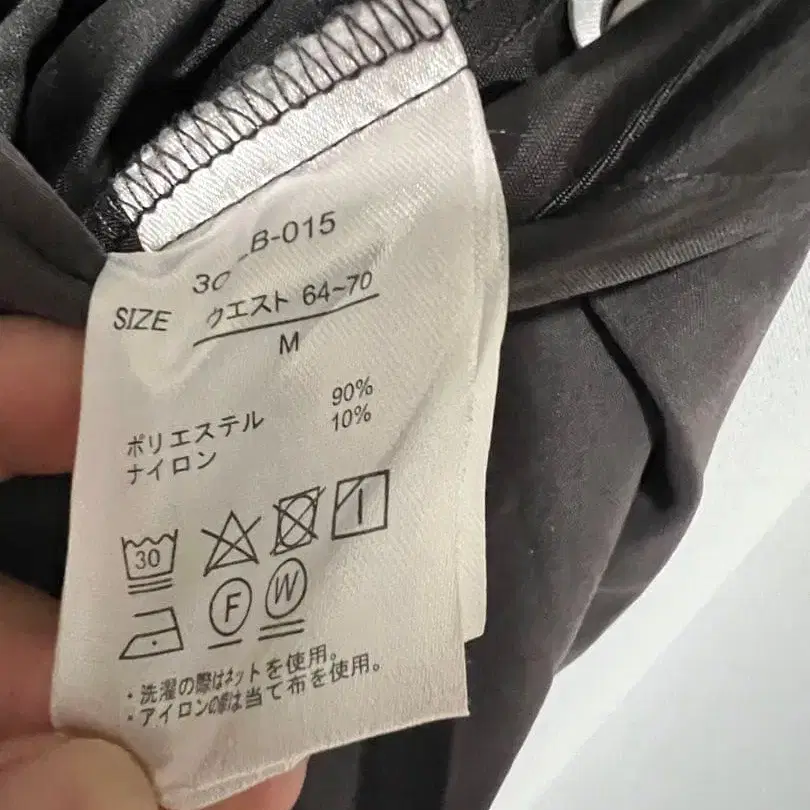 B-015
SIZE ウエスト 64~70
M
ポリエステル 90%
ナイロン 10%
30
F W
・洗濯の際はネットを使用。
・アイロンの際は当て布を使用。